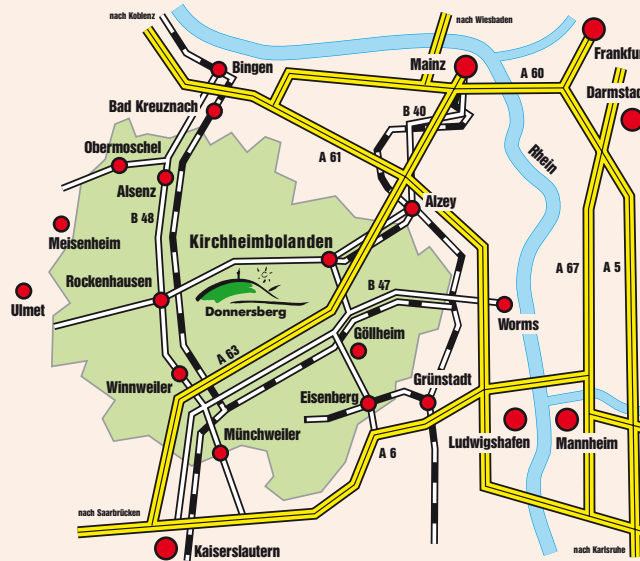 nach Koblenz
nach Wiesbaden
Bingen
Mainz
Frankfur
A 60
Darmstad
Bad Kreuznach
B 40
Obermoschel
A 61
Rhein
Alsenz
Alzey
B 48
Meisenheim
Kirchheimbolanden
A 67
A 5
Rockenhausen
B 47
Ulmet
Donnersberg
Worms
Göllheim
A 63
Winnweiler
Grünstadt
Eisenberg
Münchweiler
Ludwigshafen
Mannheim
A 6
nach Saarbrücken
Kaiserslautern
nach Karlsruhe